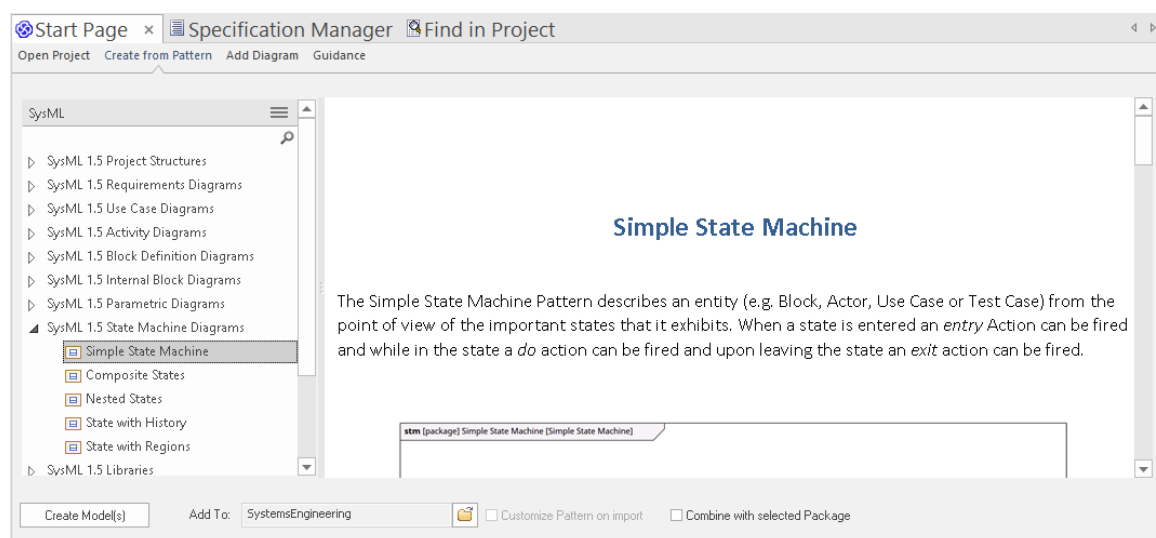 Start Page × Specification Manager Find in Project
Open Project Create from Pattern Add Diagram Guidance
SysML
SysML 1.5 Project Structures
SysML 1.5 Requirements Diagrams
SysML 1.5 Use Case Diagrams
SysML 1.5 Activity Diagrams
SysML 1.5 Block Definition Diagrams
SysML 1.5 Internal Block Diagrams
SysML 1.5 Parametric Diagrams
SysML 1.5 State Machine Diagrams
Simple State Machine
Composite States
Nested States
State with History
State with Regions
SysML 1.5 Libraries
Simple State Machine
The Simple State Machine Pattern describes an entity (e.g. Block, Actor, Use Case or Test Case) from the
point of view of the important states that it exhibits. When a state is entered an entry Action can be fired
and while in the state a do action can be fired and upon leaving the state an exit action can be fired.
stm [package] Simple State Machine [Simple State Machine]
Create Model(s) Add To: SystemsEngineering Customize Pattern on import Combine with selected Package